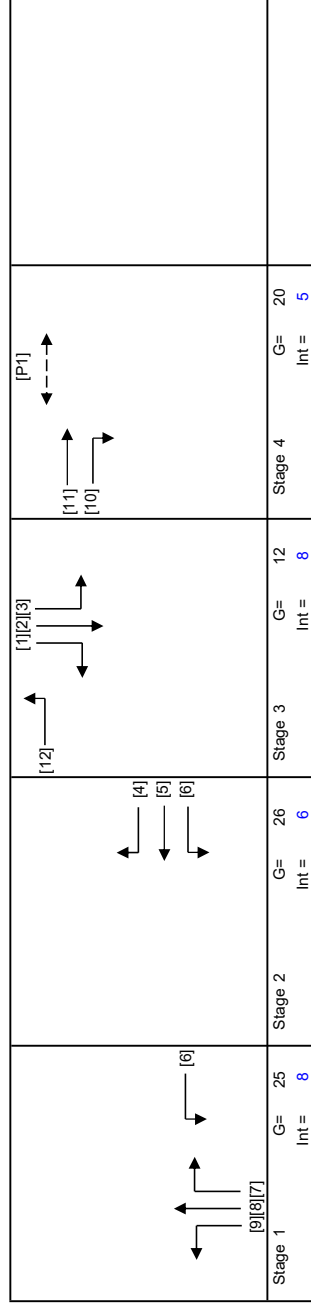 [9][8][7]
[6]
Stage 1 G= 25
Int = 8
[4]
[5]
[6]
Stage 2 G= 26
Int = 6
[12]
[1][2][3]
Stage 3 G= 12
Int = 8
[11]
[10]
[P1]
Stage 4 G= 20
Int = 5